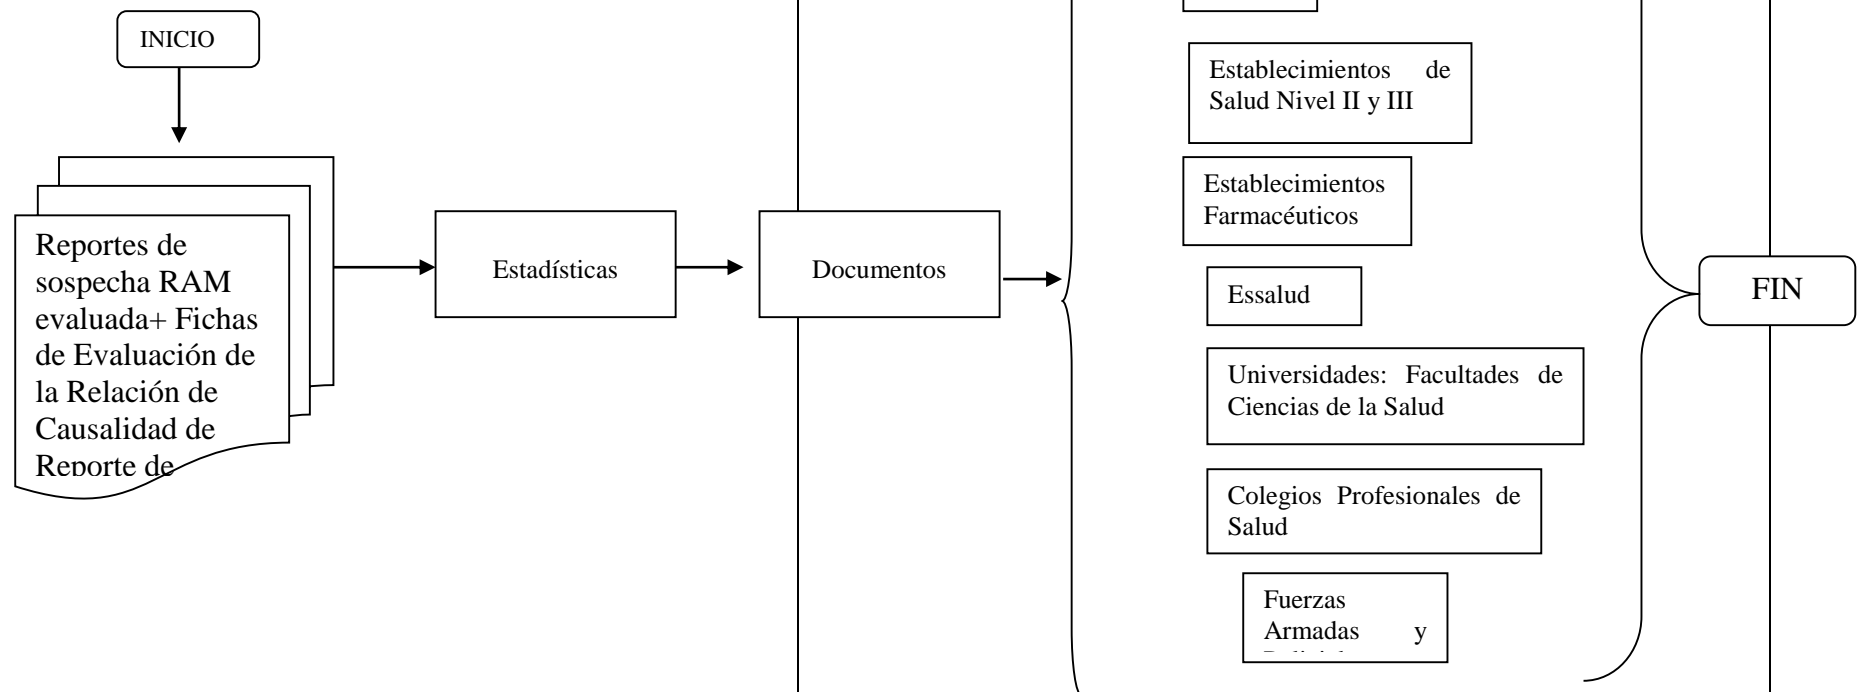 INICIO
Reportes de
sospecha RAM
evaluada+ Fichas
de Evaluación de
la Relación de
Causalidad de
Reporte de
Estadísticas
Documentos
Establecimientos de
Salud Nivel II y III
Establecimientos
Farmacéuticos
Essalud
Universidades: Facultades de
Ciencias de la Salud
Colegios Profesionales de
Salud
Fuerzas
Armadas y
FIN